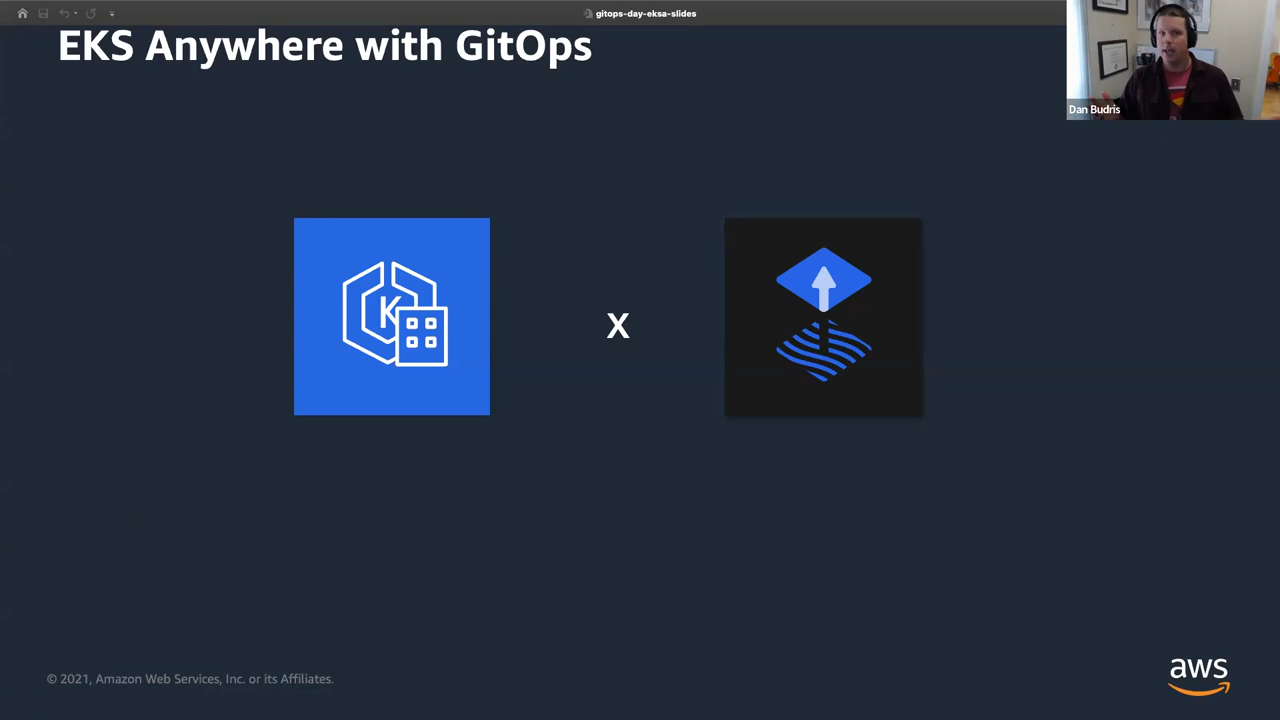 gitops-day-eksa-slides
EKS Anywhere with GitOps
Dan Budris
K
X
© 2021, Amazon Web Services, Inc. or its Affiliates.
aws